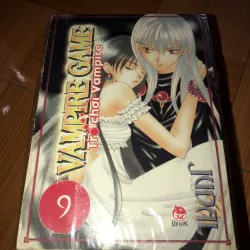 VAMPIRE GAME
Trò chơi Vampire
9
JUDAL